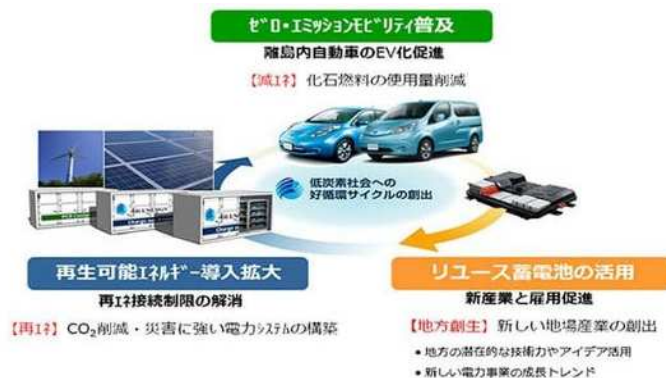 ｾﾞﾛ・ｴﾐｯｼｮﾝﾓﾋﾞﾘﾃｨ普及
離島内自動車のEV化促進
【減ｴﾈ】 化石燃料の使用量削減
低炭素社会への
好循環サイクルの創出
再生可能ｴﾈﾙｷﾞｰ導入拡大
再ｴﾈ接続制限の解消
【再ｴﾈ】 CO₂削減・災害に強い電力ｼｽﾃﾑの構築
リユース蓄電池の活用
新産業と雇用促進
【地方創生】 新しい地場産業の創出
• 地方の潜在的な技術力やアイデア活用
• 新しい電力事業の成長トレンド